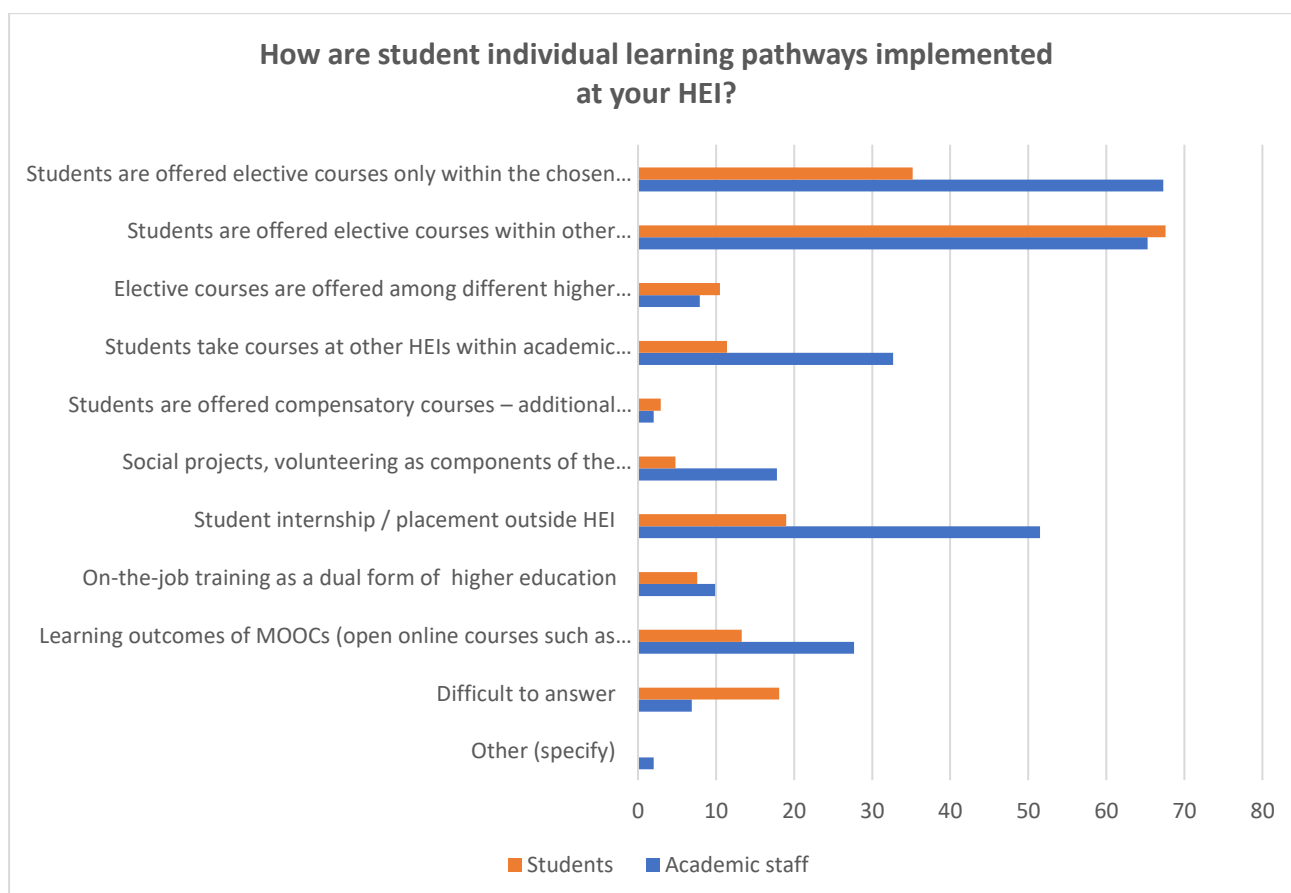 How are student individual learning pathways implemented
at your HEI?
Students are offered elective courses only within the chosen…
Students are offered elective courses within other…
Elective courses are offered among different higher…
Students take courses at other HEIs within academic…
Students are offered compensatory courses – additional…
Social projects, volunteering as components of the…
Student internship / placement outside HEI
On-the-job training as a dual form of  higher education
Learning outcomes of MOOCs (open online courses such as…
Difficult to answer
Other (specify)
0 10 20 30 40 50 60 70 80
Students Academic staff